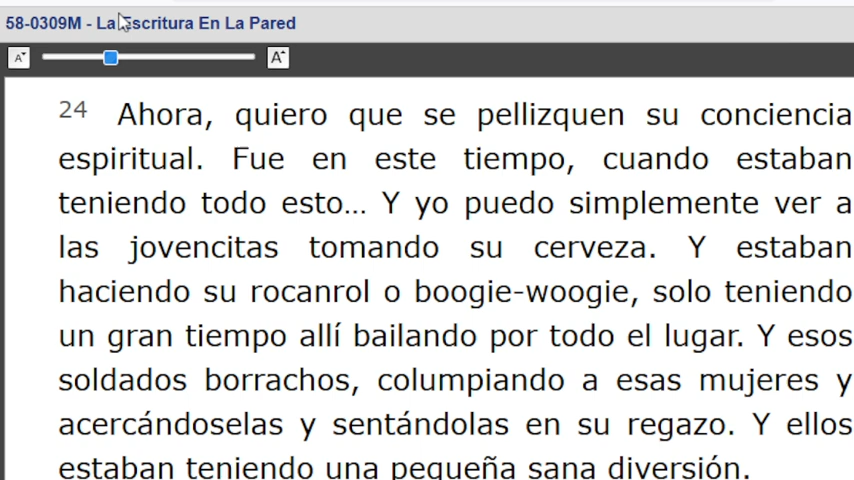 58-0309M - La Escritura En La Pared
A A
24 Ahora, quiero que se pellizquen su conciencia
espiritual. Fue en este tiempo, cuando estaban
teniendo todo esto... Y yo puedo simplemente ver a
las jovencitas tomando su cerveza. Y estaban
haciendo su rocanrol o boogie-woogie, solo teniendo
un gran tiempo allí bailando por todo el lugar. Y esos
soldados borrachos, columpiando a esas mujeres y
acercándoselas y sentándolas en su regazo. Y ellos
estaban teniendo una pequeña sana diversión.